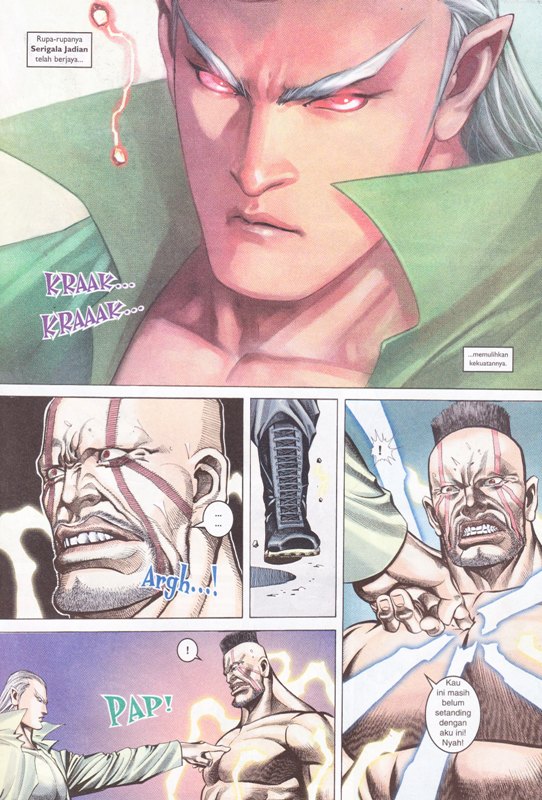 Rupa-rupanya
Serigala Jadian
telah berjaya...
KRAAK...
KRAAAK...
...memulihkan
kekuatannya.
...
...
Argh...!
!
Kau
ini masih
belum
setanding
dengan
aku ini!
Nyah!
PAP!
!